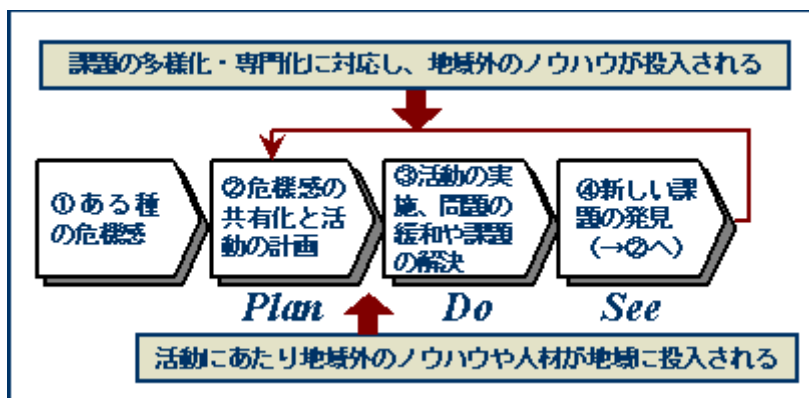 課題の多様化・専門化に対応し、地域外のノウハウが投入される
①ある種
の危機感
②危機感の
共有化と活
動の計画
③活動の実
施、問題の
緩和や課題
の解決
④新しい課
題の発見
（→②へ）
Plan
Do
See
活動にあたり地域外のノウハウや人材が地域に投入される